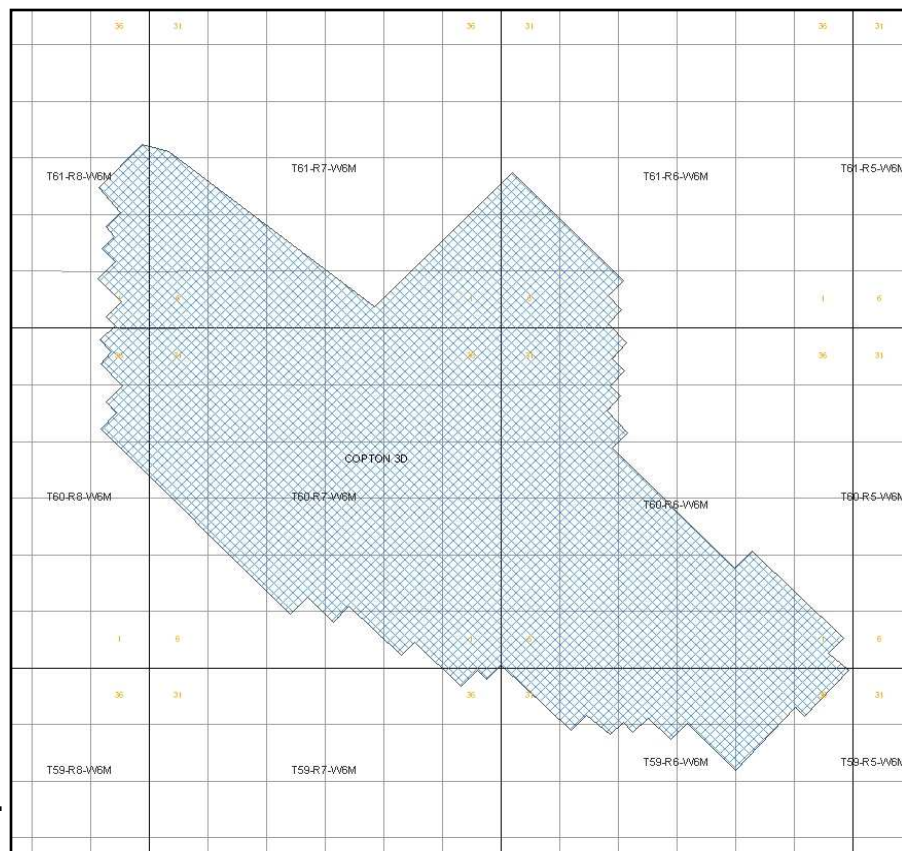 36 31 36 31 36 31
T61-R8-W6M T61-R7-W6M T61-R6-W6M T61-R5-W6M
6 1 6 1 6
36 31 36 31 36 31
COPTON 3D
T60-R8-W6M T60-R7-W6M T60-R6-W6M T60-R5-W6M
1 6 1 6 1 6
36 31 31 36 31
T59-R8-W6M T59-R7-W6M T59-R6-W6M T59-R5-W6M